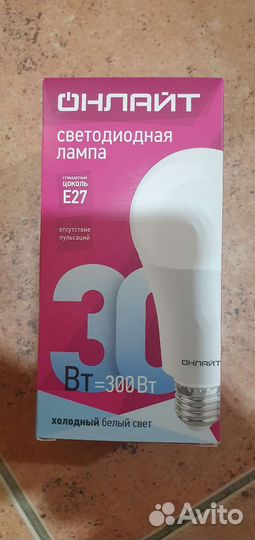 ОНЛАЙТ
светодиодная
лампа
стандартный
цоколь
E27
отсутствие
пульсаций
30
Вт=300 Вт
ОНЛАЙТ
холодный белый свет
Avito